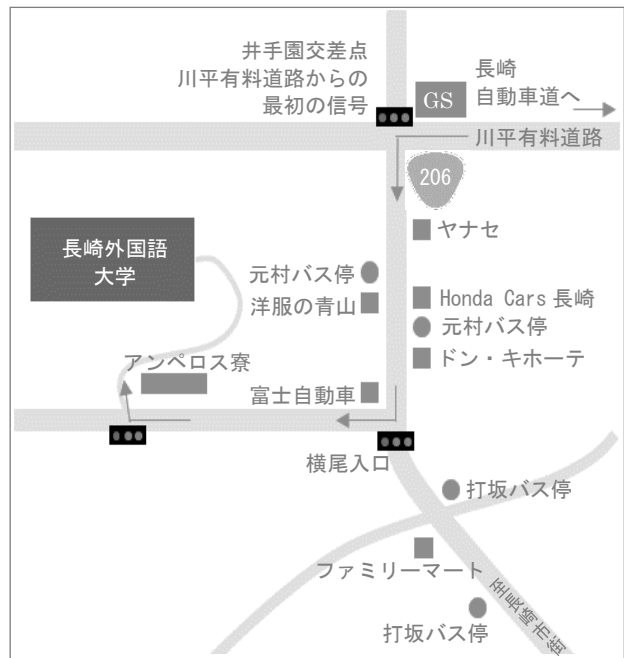 井手園交差点
川平有料道路からの
最初の信号
GS
長崎
自動車道へ
川平有料道路
206
ヤナセ
長崎外国語
大学
元村バス停
洋服の青山
Honda Cars 長崎
元村バス停
ドン・キホーテ
アンペロス寮
富士自動車
横尾入口
打坂バス停
ファミリーマート
打坂バス停
至長崎市街